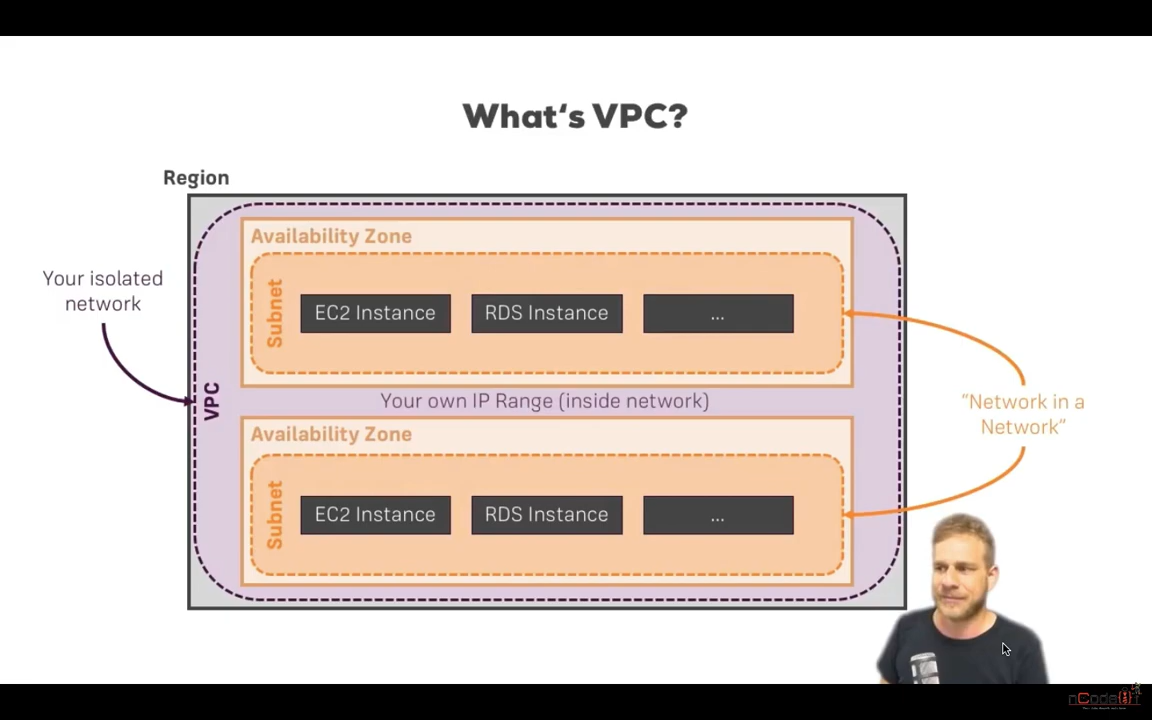 What‘s VPC?
Region
Availability Zone
Your isolated
network
Subnet
EC2 Instance
RDS Instance
...
VPC
Your own IP Range (inside network)
“Network in a
Network”
Availability Zone
Subnet
EC2 Instance
RDS Instance
...